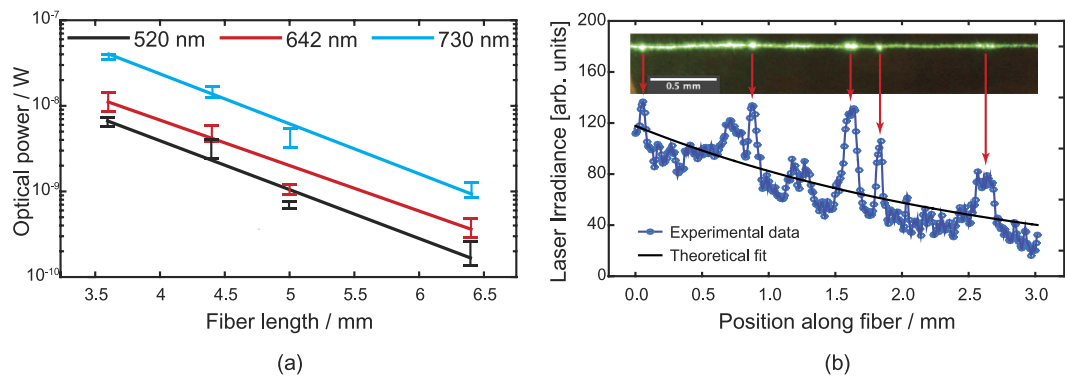 10^-7
10^-8
10^-9
10^-10
Optical power / W
520 nm 642 nm 730 nm
3.5 4 4.5 5 5.5 6 6.5
Fiber length / mm
(a)
200
180
160
120
80
40
0
Laser Irradiance [arb. units]
0.5 mm
Experimental data
Theoretical fit
0.0 0.5 1.0 1.5 2.0 2.5 3.0
Position along fiber / mm
(b)